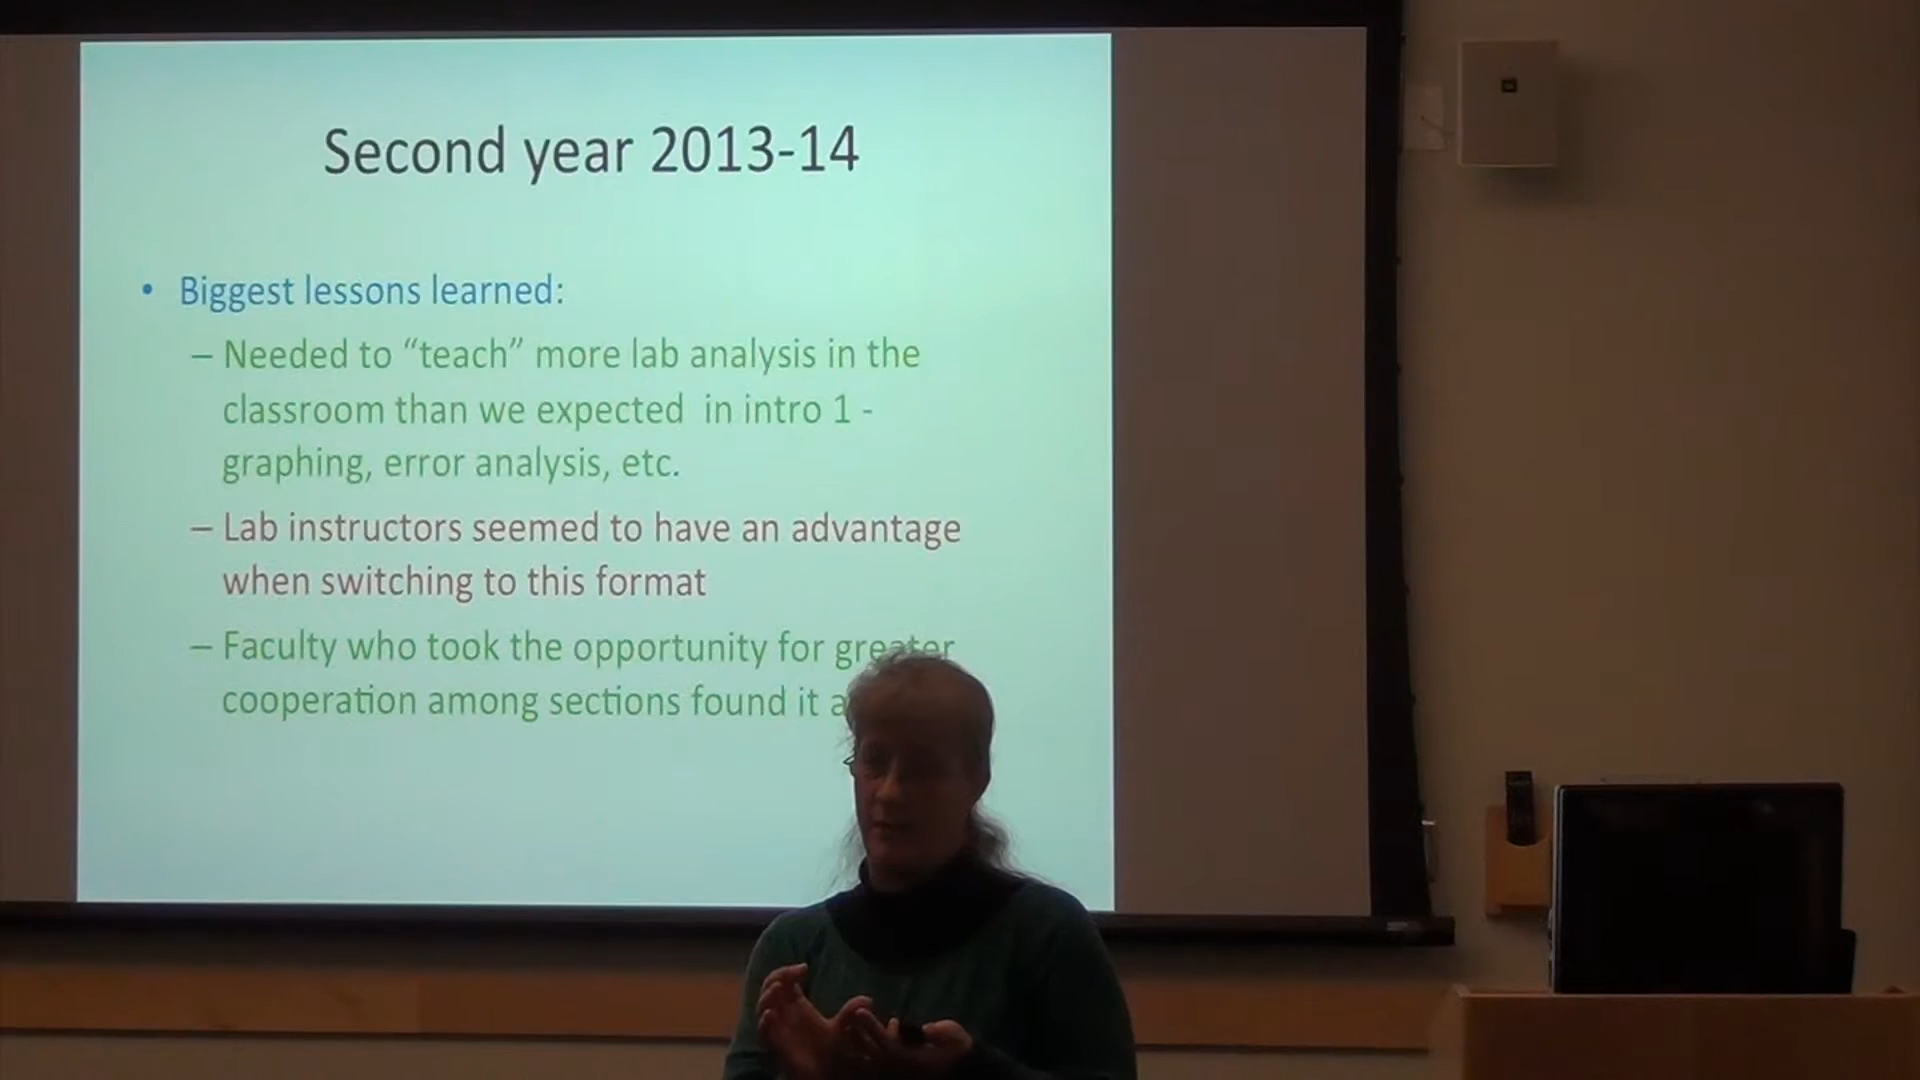 Second year 2013-14
• Biggest lessons learned:
– Needed to “teach” more lab analysis in the
classroom than we expected in intro 1 -
graphing, error analysis, etc.
– Lab instructors seemed to have an advantage
when switching to this format
– Faculty who took the opportunity for greater
cooperation among sections found it